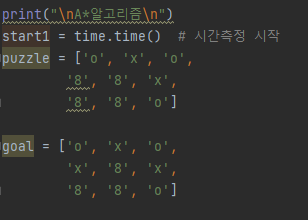 print("\nA*알고리즘\n")
start1 = time.time()  # 시간측정 시작
puzzle = ['o', 'x', 'o',
'8', '8', 'x',
'8', '8', 'o']
goal = ['o', 'x', 'o',
'x', '8', 'x',
'8', '8', 'o']